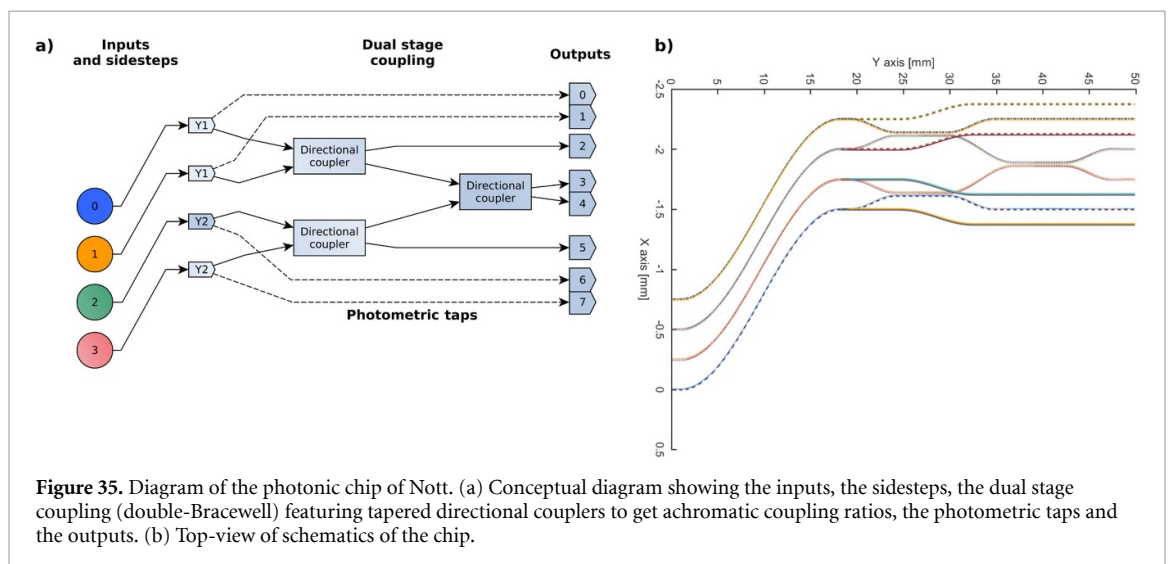 a)
Inputs
and sidesteps
Dual stage
coupling
Outputs
0
1
2
3
Y1
Y1
Y2
Y2
Directional
coupler
Directional
coupler
Directional
coupler
Photometric taps
0
1
2
3
4
5
6
7
b)
Y axis [mm]
0
5
10
15
20
25
30
35
40
45
50
X axis [mm]
-2.5
-2
-1.5
-1
-0.5
0
0.5
Figure 35. Diagram of the photonic chip of Nott. (a) Conceptual diagram showing the inputs, the sidesteps, the dual stage
coupling (double-Bracewell) featuring tapered directional couplers to get achromatic coupling ratios, the photometric taps and
the outputs. (b) Top-view of schematics of the chip.